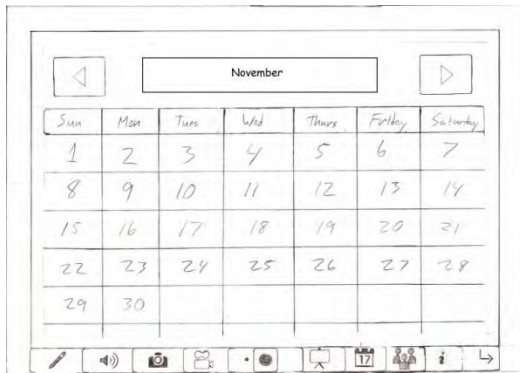 November
Sun Mon Tues Wed Thurs Friday Saturday
1 2 3 4 5 6 7
8 9 10 11 12 13 14
15 16 17 18 19 20 21
22 23 24 25 26 27 28
29 30
17 i